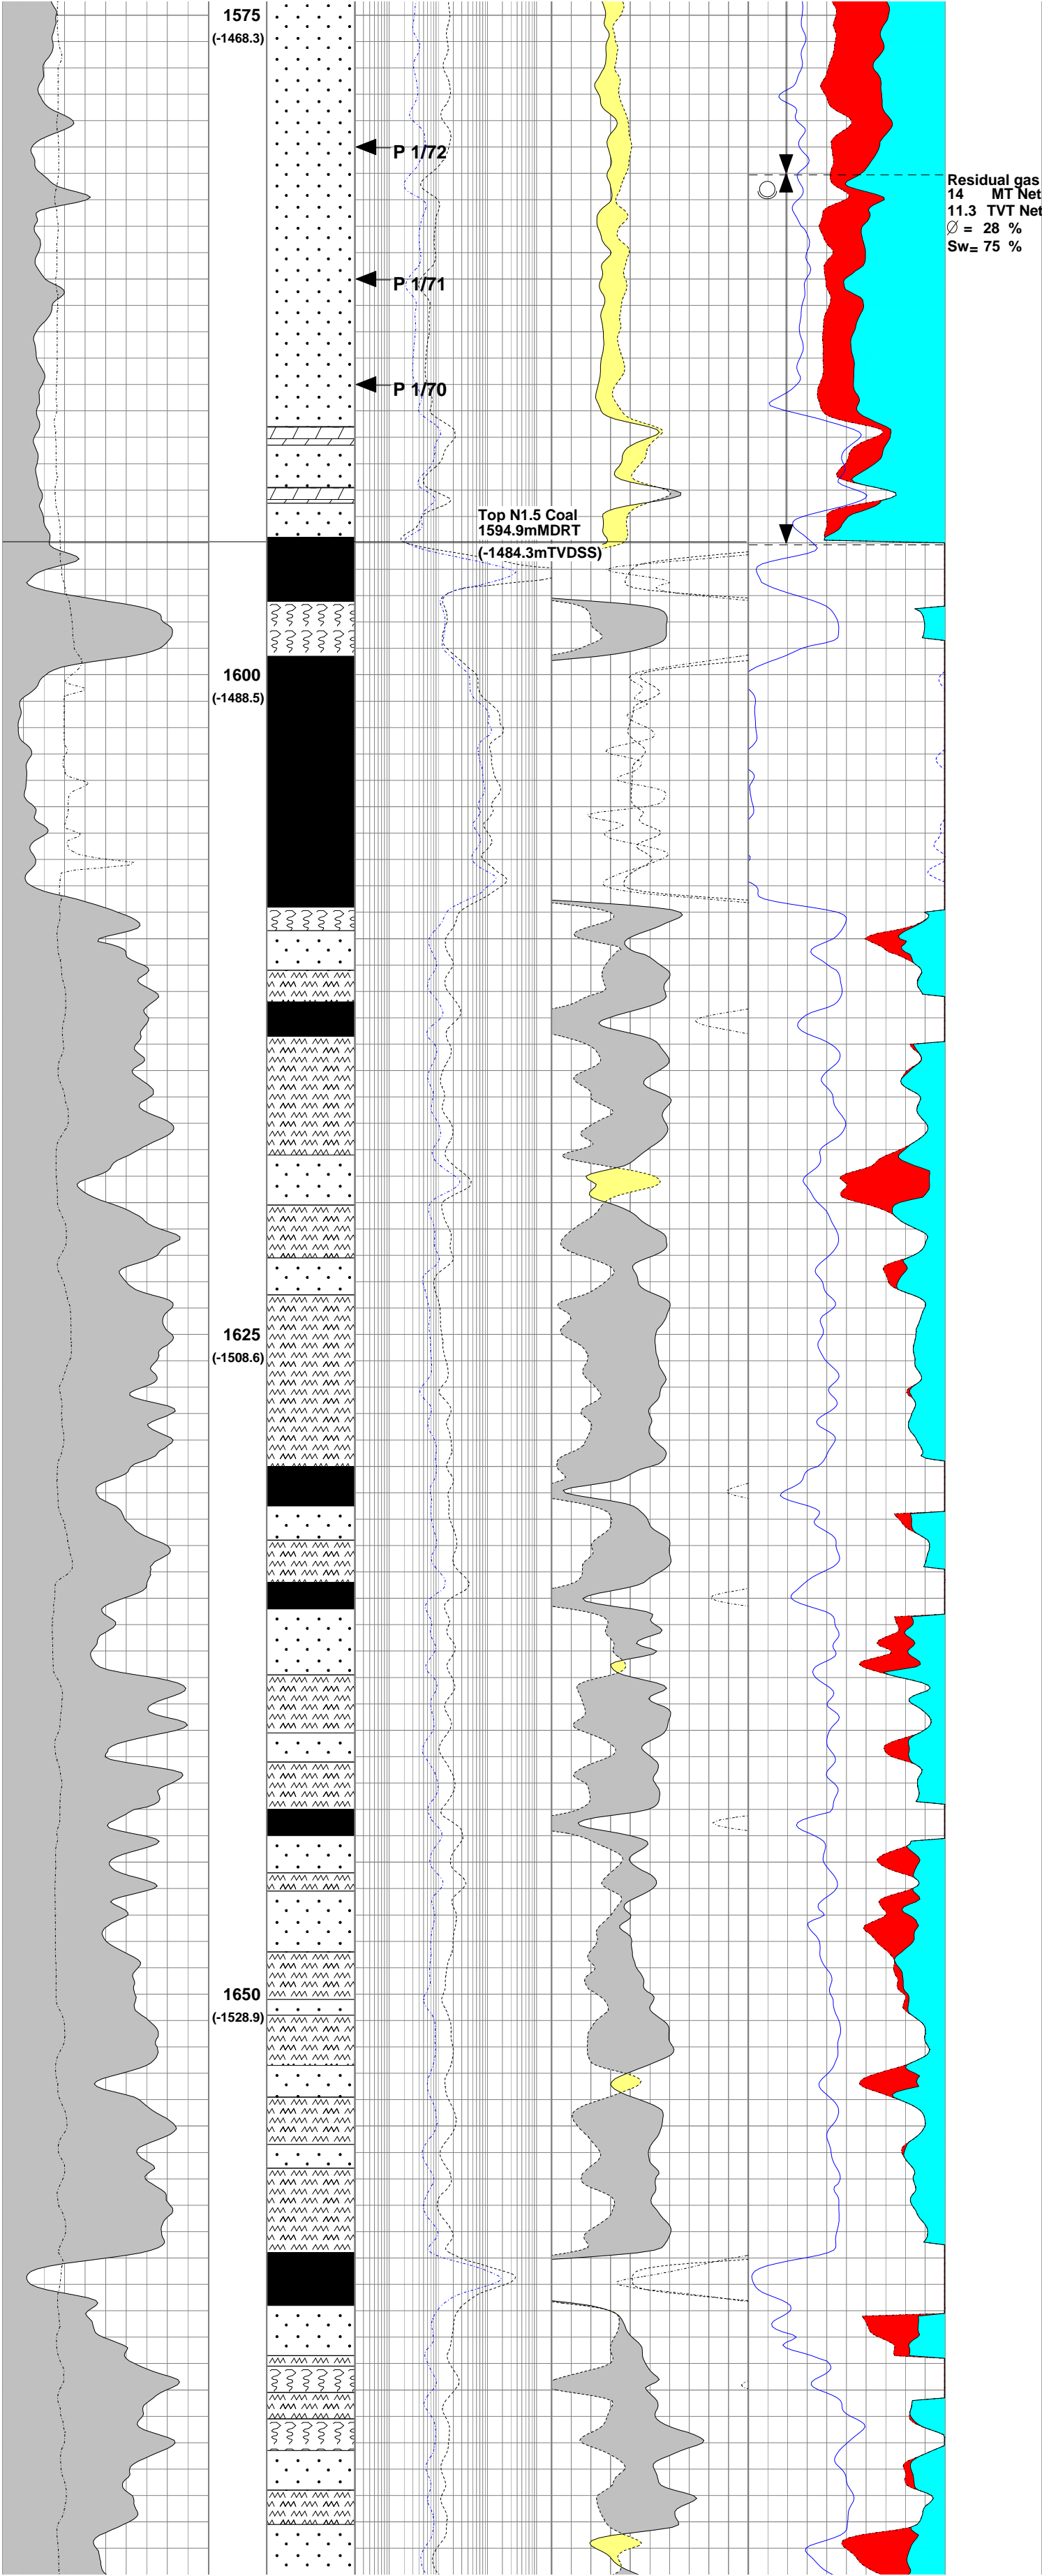 1575
(-1468.3)
P 1/72
Residual gas
14 MT Net
11.3 TVT Net
∅ = 28 %
Sw= 75 %
P 1/71
P 1/70
Top N1.5 Coal
1594.9mMDRT
(-1484.3mTVDSS)
1600
(-1488.5)
1625
(-1508.6)
1650
(-1528.9)